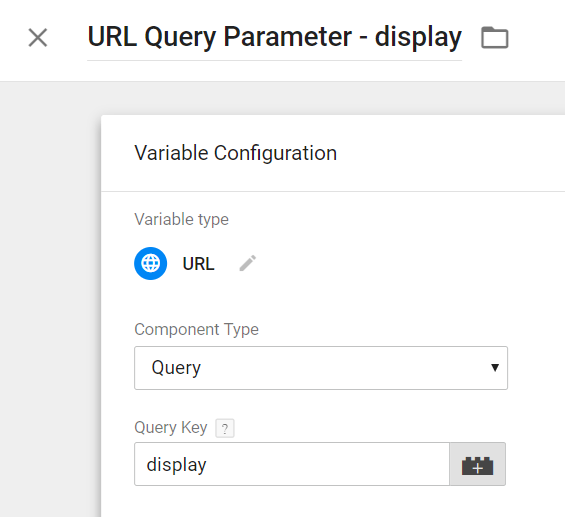 URL Query Parameter - display
Variable Configuration
Variable type
URL
Component Type
Query
Query Key ?
display